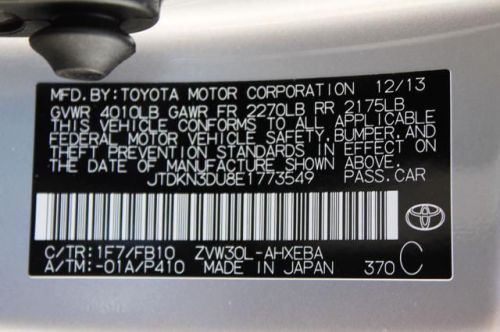 MFD. BY: TOYOTA MOTOR CORPORATION 12/13
GVWR 4010LB GAWR FR 2270LB RR 2175LB
THIS VEHICLE CONFORMS TO ALL APPLICABLE
FEDERAL MOTOR VEHICLE SAFETY, BUMPER, AND
THEFT PREVENTION STANDARDS IN EFFECT ON
THE DATE OF MANUFACTURE SHOWN ABOVE.
JTDKN3DU8E1773549 PASS. CAR
C/TR: 1F7/FB10 ZVW30L-AHXEBA
A/TM: -01A/P410 MADE IN JAPAN 370 C